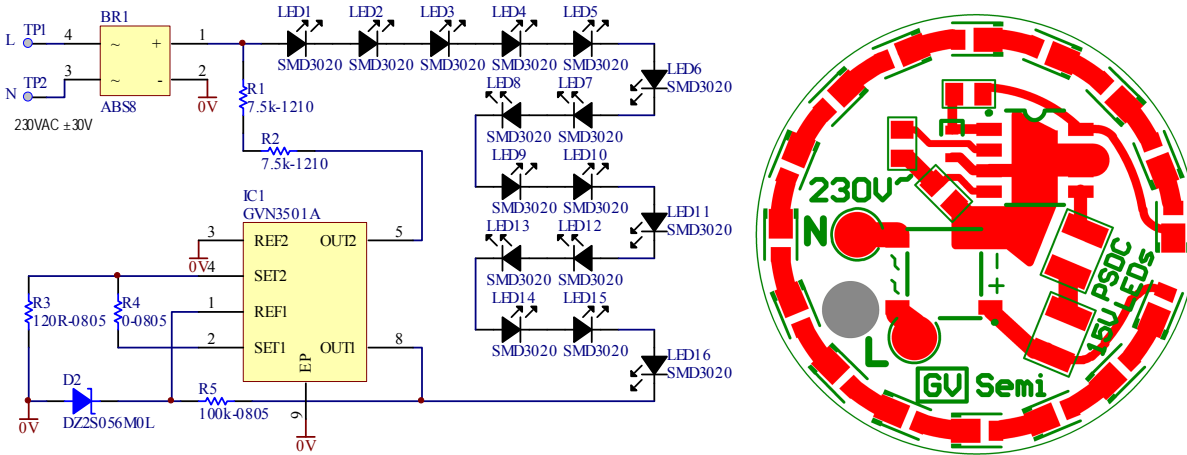 L TP1
N TP2
230VAC ±30V
BR1
4 ~ + 1
3 ~ - 2
ABS8
0V
LED1
SMD3020
LED2
SMD3020
LED3
SMD3020
LED4
SMD3020
LED5
SMD3020
LED6
SMD3020
LED8
SMD3020
LED7
SMD3020
LED9
SMD3020
LED10
SMD3020
LED11
SMD3020
LED13
SMD3020
LED12
SMD3020
LED14
SMD3020
LED15
SMD3020
LED16
SMD3020
R1
7.5k-1210
R2
7.5k-1210
IC1
GVN3501A
3 REF2 OUT2 5
0V
4 SET2
1 REF1
2 SET1 OUT1 8
EP
9
0V
R3
120R-0805
R4
0-0805
D2
DZ2S056M0L
0V
R5
100k-0805
230V~
N
~ ~
+
-
L
PSDC
15V LEDs
GV Semi